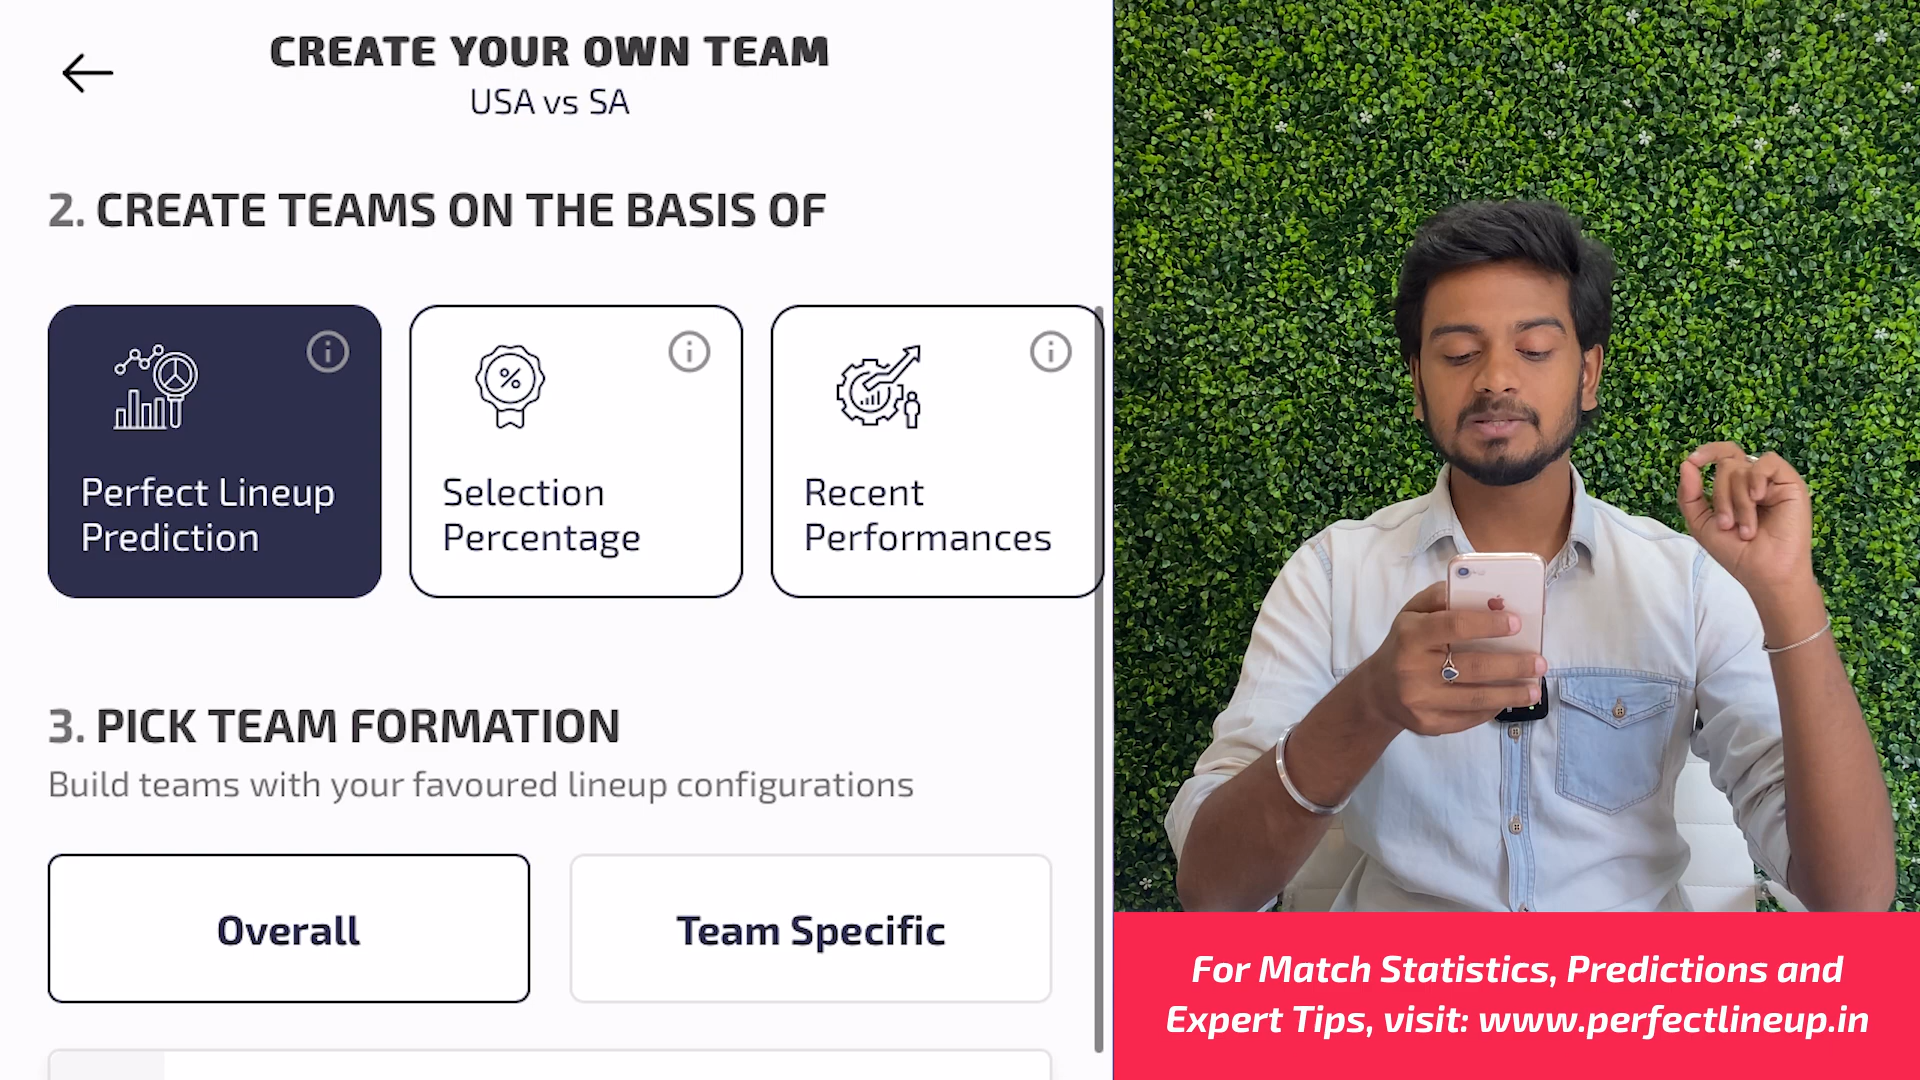 CREATE YOUR OWN TEAM
USA vs SA
2. CREATE TEAMS ON THE BASIS OF
Perfect Lineup
Prediction
Selection
Percentage
Recent
Performances
3. PICK TEAM FORMATION
Build teams with your favoured lineup configurations
Overall
Team Specific
For Match Statistics, Predictions and
Expert Tips, visit: www.perfectlineup.in